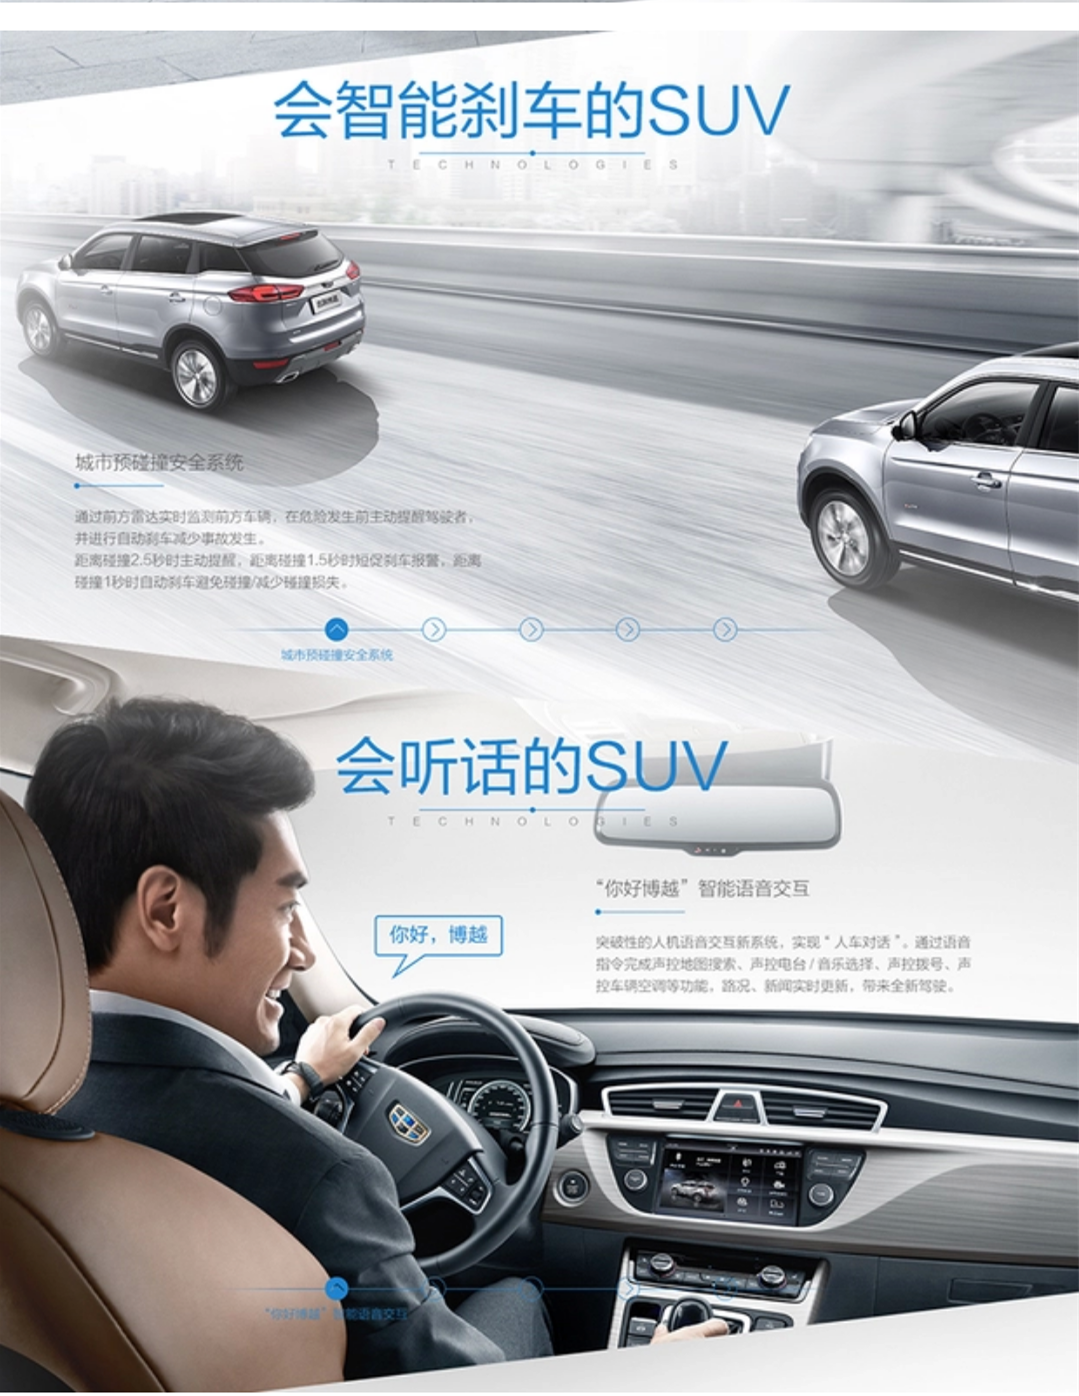 会智能刹车的SUV
TECHNOLOGIES
城市预碰撞安全系统
通过前方雷达实时监测前方车辆，在危险发生前主动提醒驾驶者，
并进行自动刹车减少事故发生。
距离碰撞2.5秒时主动提醒，距离碰撞1.5秒时短促刹车报警，距离
碰撞1秒时自动刹车避免碰撞/减少碰撞损失。
城市预碰撞安全系统
会听话的SUV
TECHNOLOGIES
“你好博越”智能语音交互
你好，博越
突破性的人机语音交互新系统，实现“人车对话”。通过语音
指令完成声控地图搜索、声控电台/音乐选择、声控拨号、声
控车辆空调等功能，路况、新闻实时更新，带来全新驾驶。
“你好博越”智能语音交互